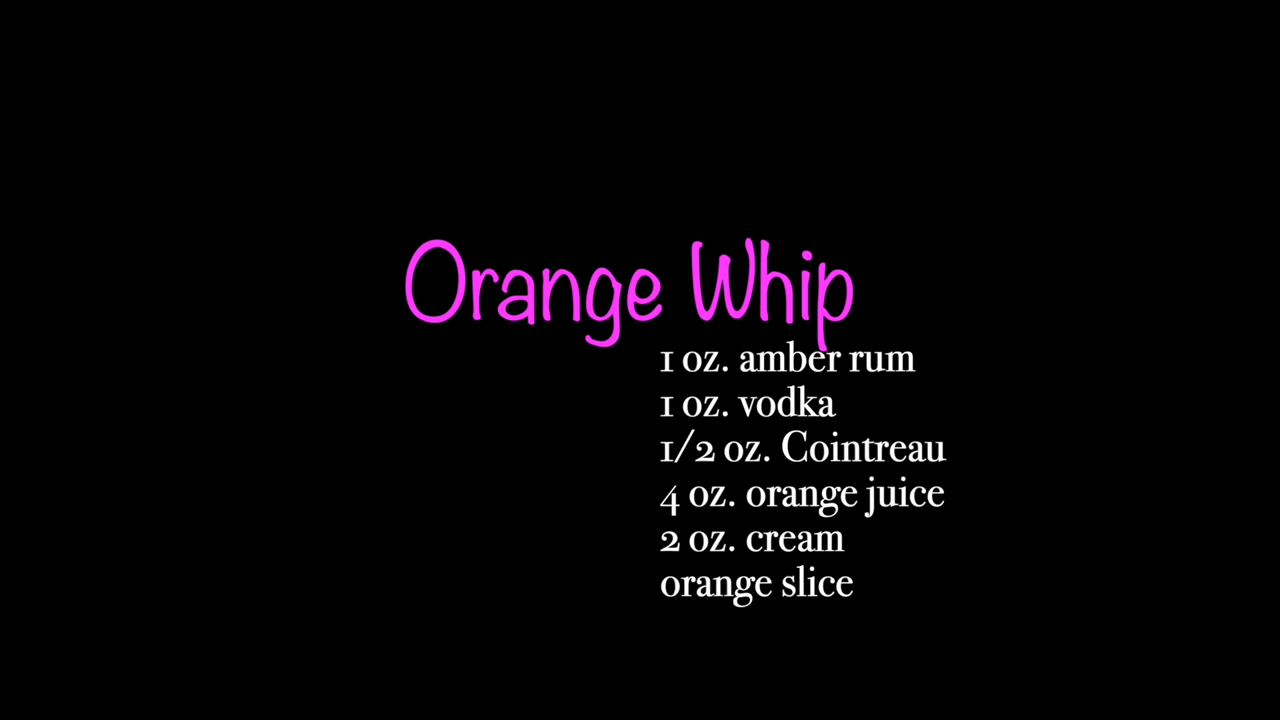 Orange Whip
1 oz. amber rum
1 oz. vodka
1/2 oz. Cointreau
4 oz. orange juice
2 oz. cream
orange slice